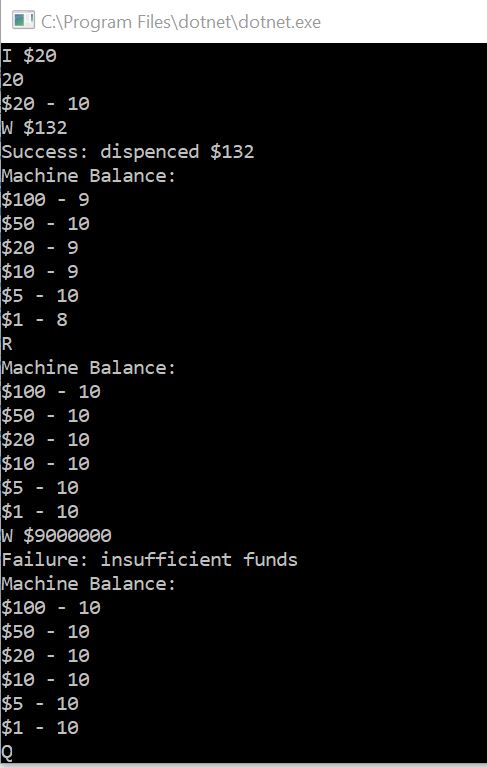 C:\Program Files\dotnet\dotnet.exe
I $20
20
$20 - 10
W $132
Success: dispenced $132
Machine Balance:
$100 - 9
$50 - 10
$20 - 9
$10 - 9
$5 - 10
$1 - 8
R
Machine Balance:
$100 - 10
$50 - 10
$20 - 10
$10 - 10
$5 - 10
$1 - 10
W $9000000
Failure: insufficient funds
Machine Balance:
$100 - 10
$50 - 10
$20 - 10
$10 - 10
$5 - 10
$1 - 10
Q